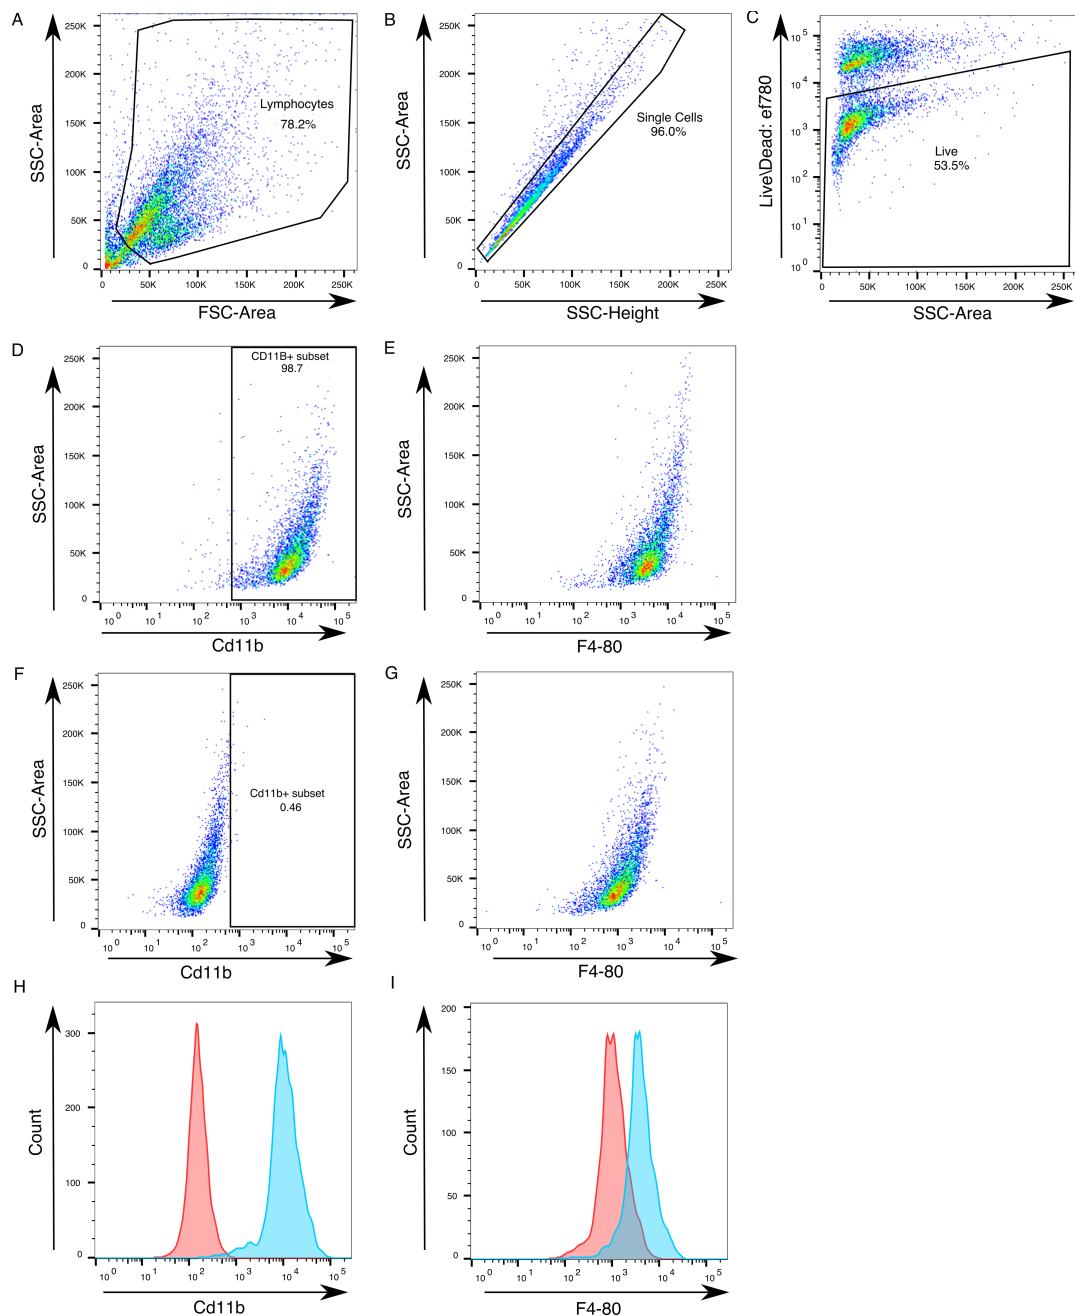 A
SSC-Area
250K
200K
150K
100K
50K
0
Lymphocytes
78.2%
0
50K
100K
150K
200K
250K
FSC-Area
B
SSC-Area
250K
200K
150K
100K
50K
0
Single Cells
96.0%
0
50K
100K
150K
200K
250K
SSC-Height
C
Live\Dead: ef780
10^5
10^4
10^3
10^2
10^1
10^0
Live
53.5%
0
50K
100K
150K
200K
250K
SSC-Area
D
SSC-Area
250K
200K
150K
100K
50K
0
CD11B+ subset
98.7
10^0 10^1 10^2 10^3 10^4 10^5
Cd11b
E
SSC-Area
250K
200K
150K
100K
50K
0
10^0 10^1 10^2 10^3 10^4 10^5
F4-80
F
SSC-Area
250K
200K
150K
100K
50K
0
Cd11b+ subset
0.46
10^0 10^1 10^2 10^3 10^4 10^5
Cd11b
G
SSC-Area
250K
200K
150K
100K
50K
0
10^0 10^1 10^2 10^3 10^4 10^5
F4-80
H
Count
300
200
100
0
10^0 10^1 10^2 10^3 10^4 10^5
Cd11b
I
Count
200
150
100
50
0
10^0 10^1 10^2 10^3 10^4 10^5
F4-80